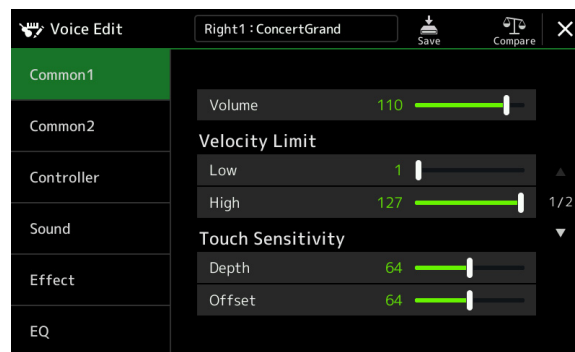 Voice Edit
Right1 : ConcertGrand
Save
Compare
Common1
Common2
Controller
Sound
Effect
EQ
Volume 110
Velocity Limit
Low 1
High 127
1/2
Touch Sensitivity
Depth 64
Offset 64